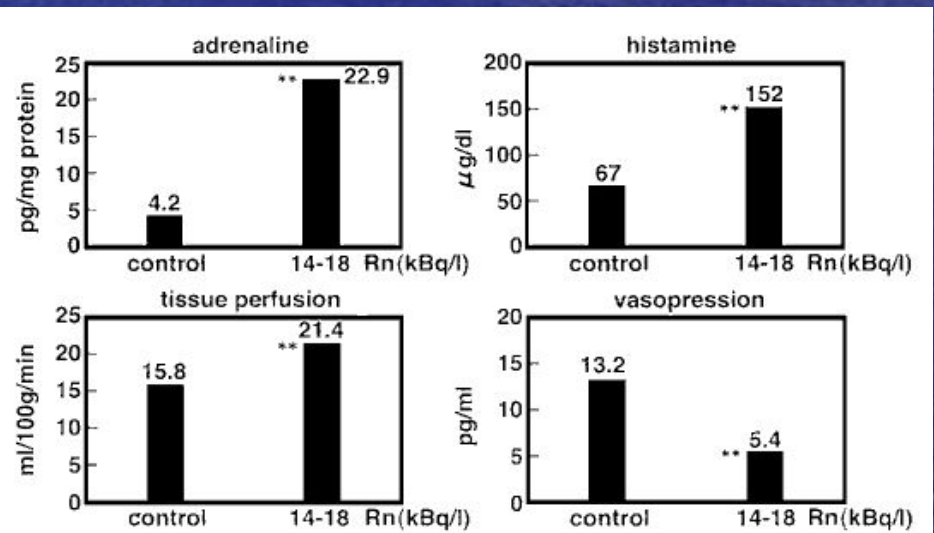 adrenaline
pg/mg protein
25
20
15
10
5
0
4.2
** 22.9
control 14-18 Rn(kBq/l)
histamine
μg/dl
200
150
100
50
0
67
** 152
control 14-18 Rn(kBq/l)
tissue perfusion
ml/100g/min
25
20
15
10
5
0
15.8
** 21.4
control 14-18 Rn(kBq/l)
vasopression
pg/ml
20
15
10
5
0
13.2
** 5.4
control 14-18 Rn(kBq/l)